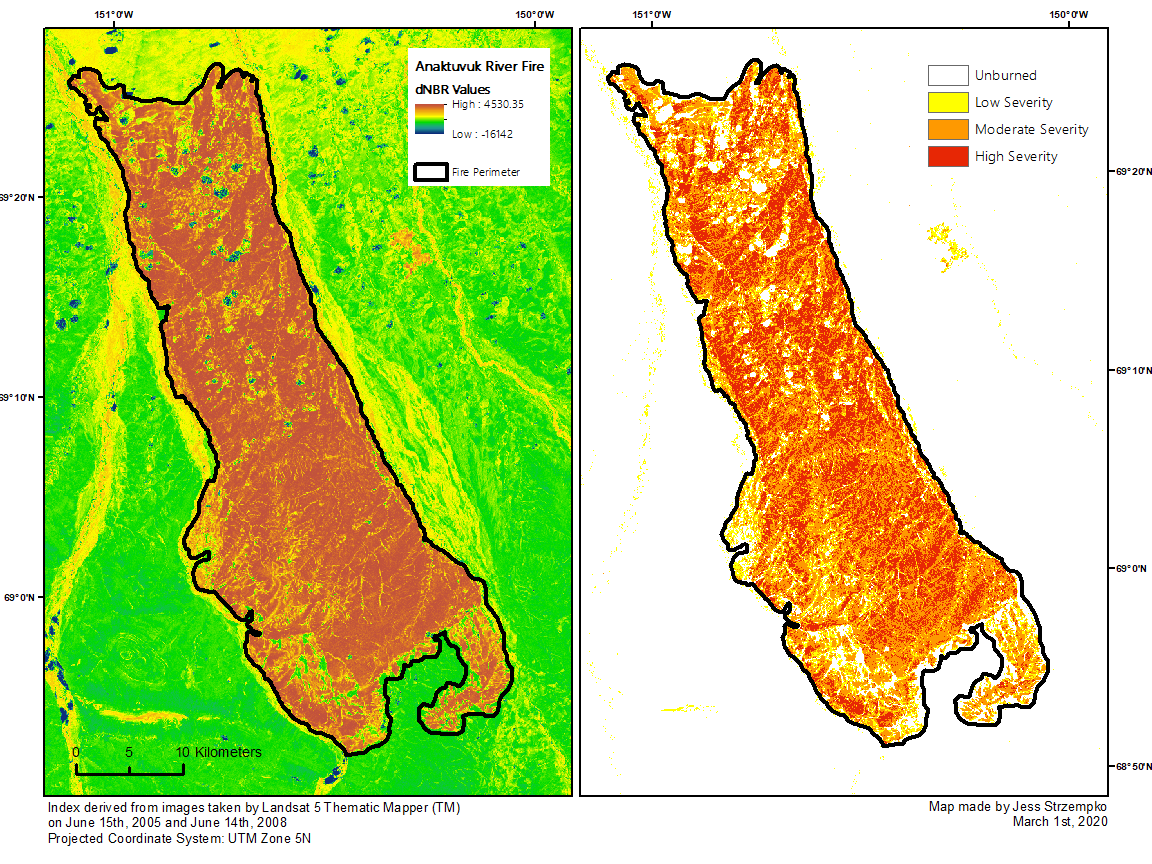 151°0'W
150°0'W
151°0'W
150°0'W
Anaktuvuk River Fire
dNBR Values
High : 4530.35
Low : -16142
Fire Perimeter
Unburned
Low Severity
Moderate Severity
High Severity
69°20'N
69°10'N
69°0'N
69°20'N
69°10'N
69°0'N
68°50'N
0 5 10 Kilometers
Index derived from images taken by Landsat 5 Thematic Mapper (TM)
on June 15th, 2005 and June 14th, 2008
Projected Coordinate System: UTM Zone 5N
Map made by Jess Strzempko
March 1st, 2020